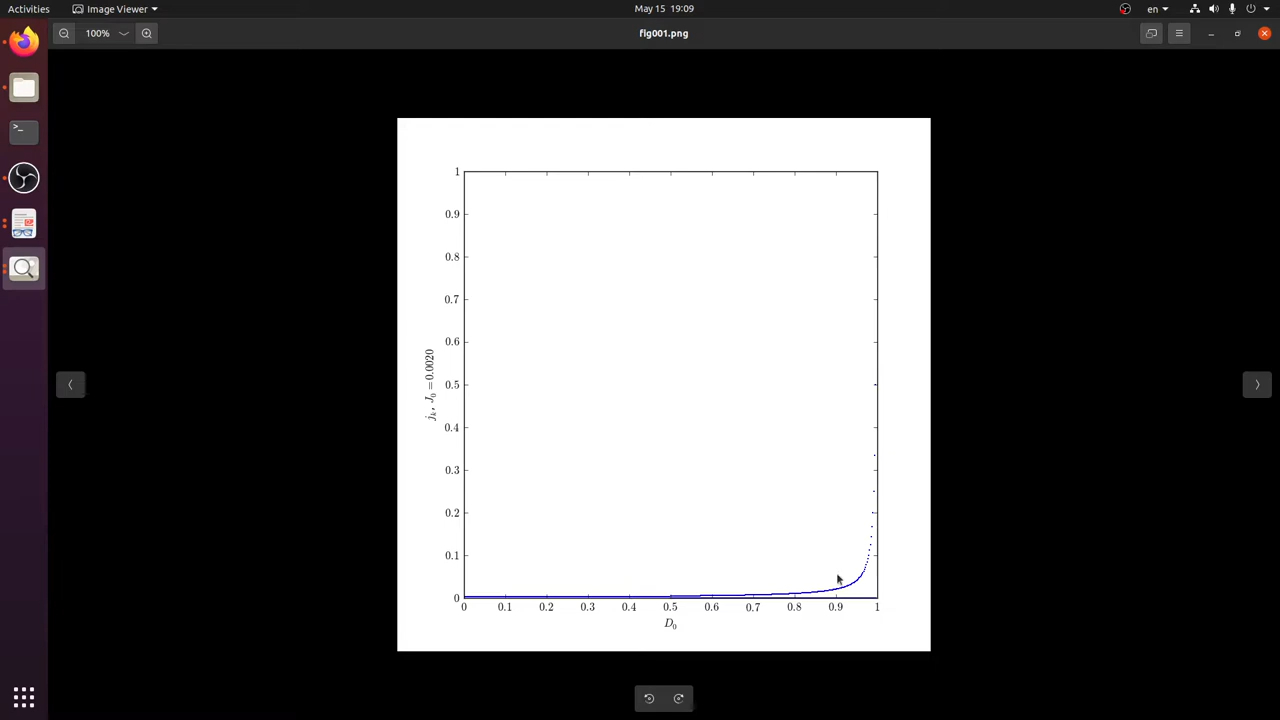 Activities
Image Viewer
May 15 19:09
en
100%
fig001.png
1
0.9
0.8
0.7
0.6
0.5
0.4
0.3
0.2
0.1
0
j_k, J_0 = 0.0020
0 0.1 0.2 0.3 0.4 0.5 0.6 0.7 0.8 0.9 1
D_0